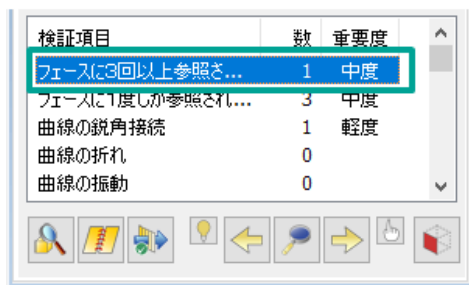 検証項目 数 重要度
フェースに3回以上参照さ... 1 中度
フェースに1度しか参照され... 3 中度
曲線の鋭角接続 1 軽度
曲線の折れ 0
曲線の振動 0